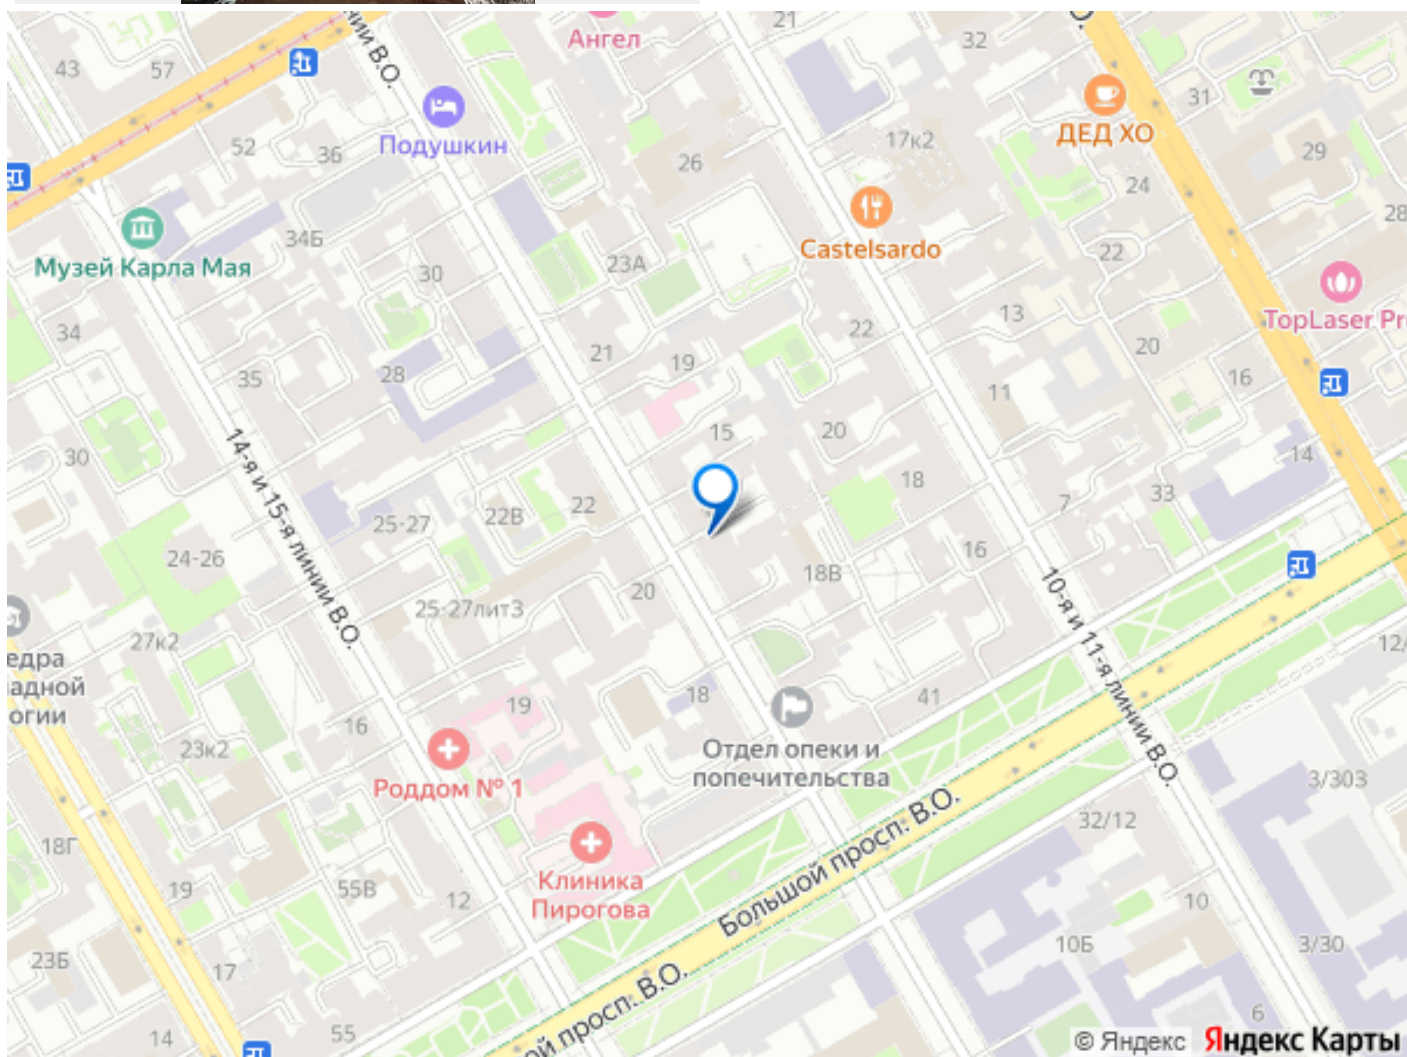 21
Ангел
32
43
57
нии В.О.
31
ДЕД ХО
52
36
Подушкин
17к2
29
26
24
28
Castelsardo
34Б
Музей Карла Мая
23А
22
30
13
TopLaser Pr
34
22
21
19
20
35
28
16
11
15
20
30
14
18
33
7
25-27
22В
22
14-я и 15-я линии В.О.
24-26
16
18В
10-я и 11-я линии В.О.
20
25-27лит3
27к2
12/
едра
адной
огии
18
41
19
16
23к2
Отдел опеки и
попечительства
Роддом № 1
3/303
32/12
18Г
Большой просп. В.О.
Клиника
Пирогова
19
55В
12
10
10Б
3/30
23Б
17
ой просп. В.О.
6
14
55
© Яндекс Яндекс Карты